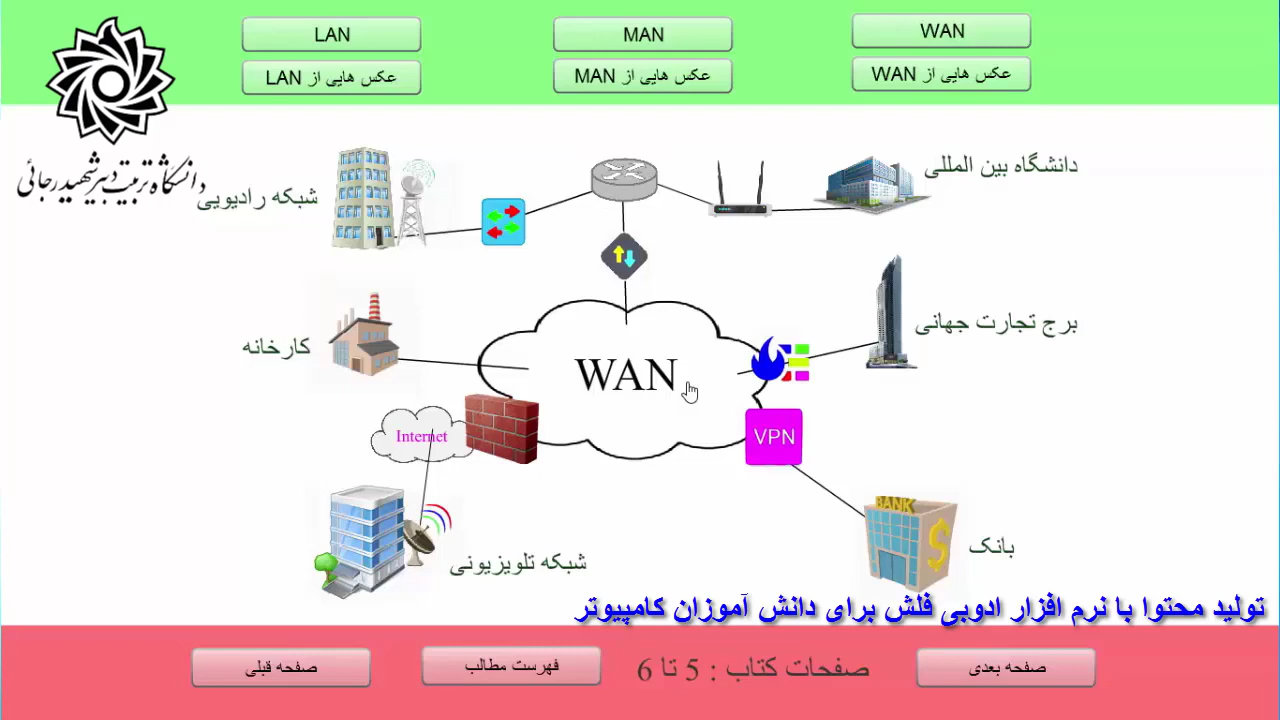 LAN
MAN
WAN
عکس هایی از LAN
عکس هایی از MAN
عکس هایی از WAN
دانشگاه تربیت دبیر شهید رجائی
شبکه رادیویی
دانشگاه بین المللی
کارخانه
برج تجارت جهانی
WAN
Internet
VPN
BANK
شبکه تلویزیونی
بانک
تولید محتوا با نرم افزار ادوبی فلش برای دانش آموزان کامپیوتر
صفحه بعدی
صفحات کتاب : 5 تا 6
فهرست مطالب
صفحه قبلی